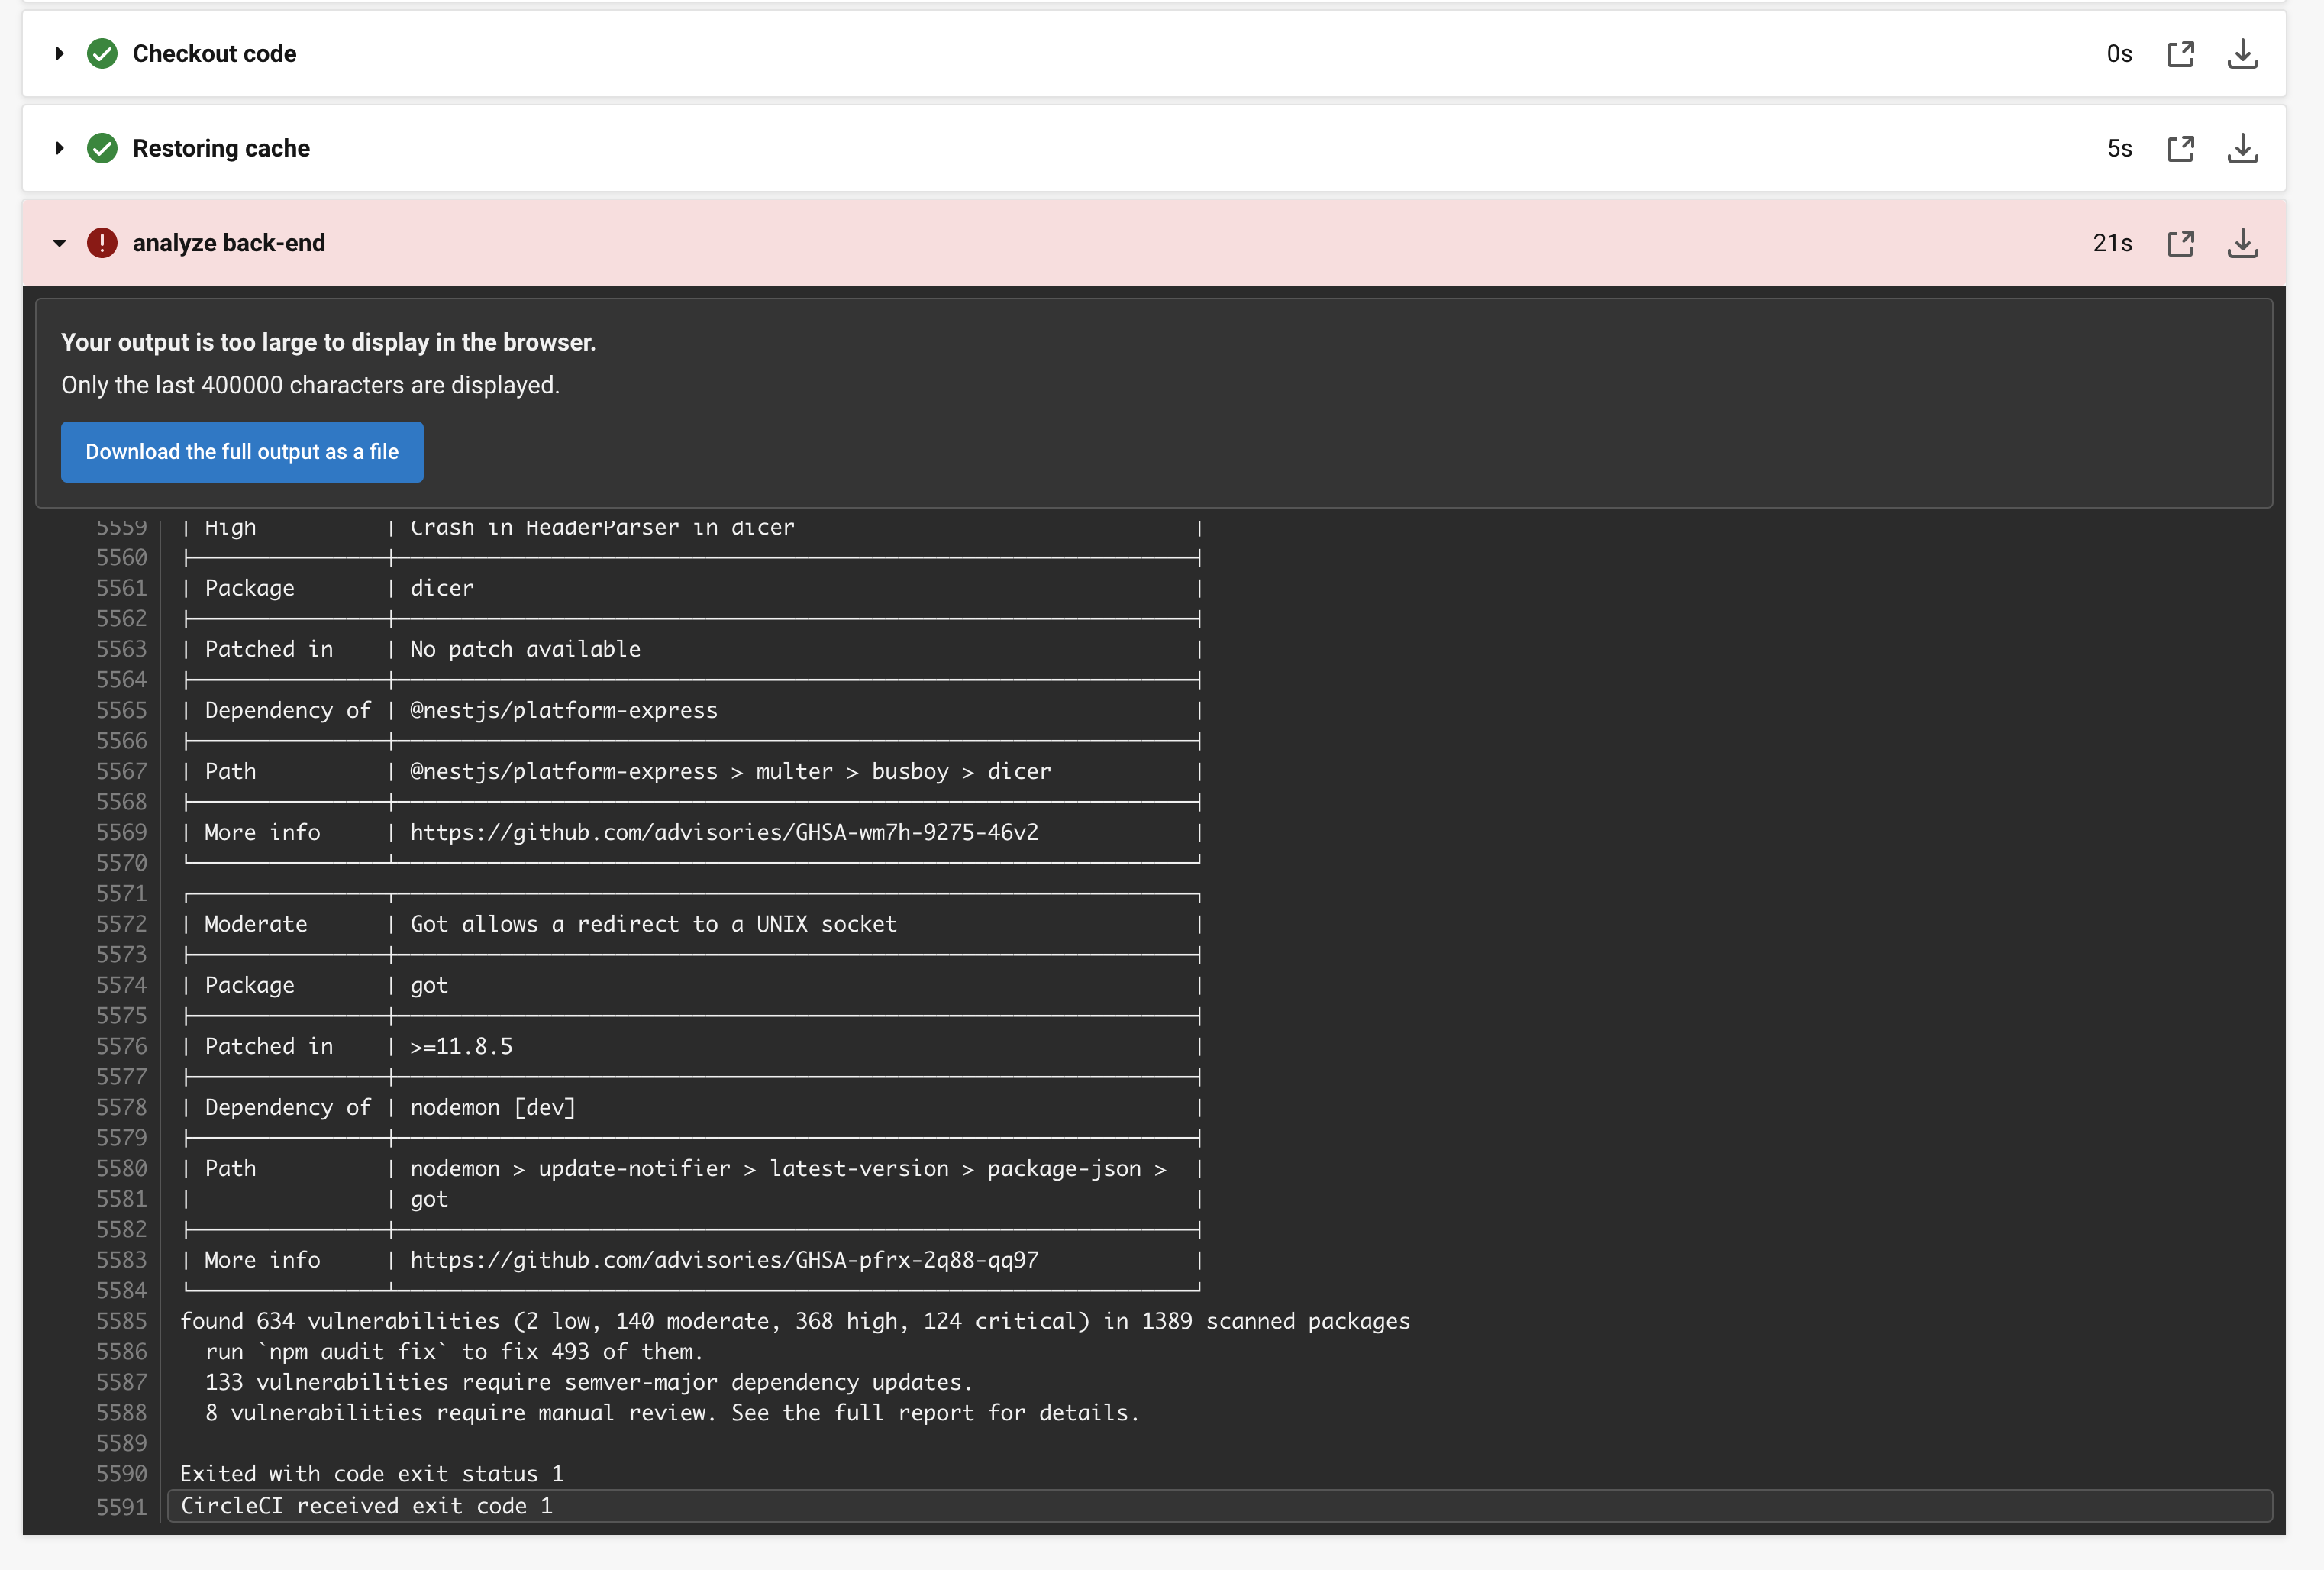 Checkout code 0s
Restoring cache 5s
analyze back-end 21s
Your output is too large to display in the browser.
Only the last 400000 characters are displayed.
Download the full output as a file
5559 | High | Crash in HeaderParser in dicer |
5560
5561 | Package | dicer |
5562
5563 | Patched in | No patch available |
5564
5565 | Dependency of | @nestjs/platform-express |
5566
5567 | Path | @nestjs/platform-express > multer > busboy > dicer |
5568
5569 | More info | https://github.com/advisories/GHSA-wm7h-9275-46v2 |
5570
5571
5572 | Moderate | Got allows a redirect to a UNIX socket |
5573
5574 | Package | got |
5575
5576 | Patched in | >=11.8.5 |
5577
5578 | Dependency of | nodemon [dev] |
5579
5580 | Path | nodemon > update-notifier > latest-version > package-json > |
5581 | | got |
5582
5583 | More info | https://github.com/advisories/GHSA-pfrx-2q88-qq97 |
5584
5585 found 634 vulnerabilities (2 low, 140 moderate, 368 high, 124 critical) in 1389 scanned packages
5586 run `npm audit fix` to fix 493 of them.
5587 133 vulnerabilities require semver-major dependency updates.
5588 8 vulnerabilities require manual review. See the full report for details.
5589
5590 Exited with code exit status 1
5591 CircleCI received exit code 1